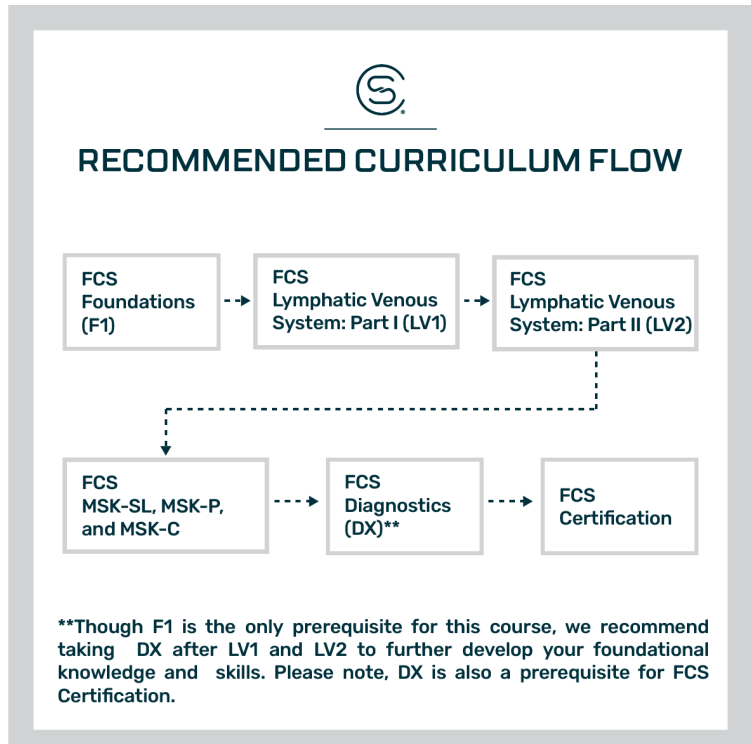 RECOMMENDED CURRICULUM FLOW
FCS
Foundations
(F1)
FCS
Lymphatic Venous
System: Part I (LV1)
FCS
Lymphatic Venous
System: Part II (LV2)
FCS
MSK-SL, MSK-P,
and MSK-C
FCS
Diagnostics
(DX)**
FCS
Certification
**Though F1 is the only prerequisite for this course, we recommend
taking DX after LV1 and LV2 to further develop your foundational
knowledge and skills. Please note, DX is also a prerequisite for FCS
Certification.